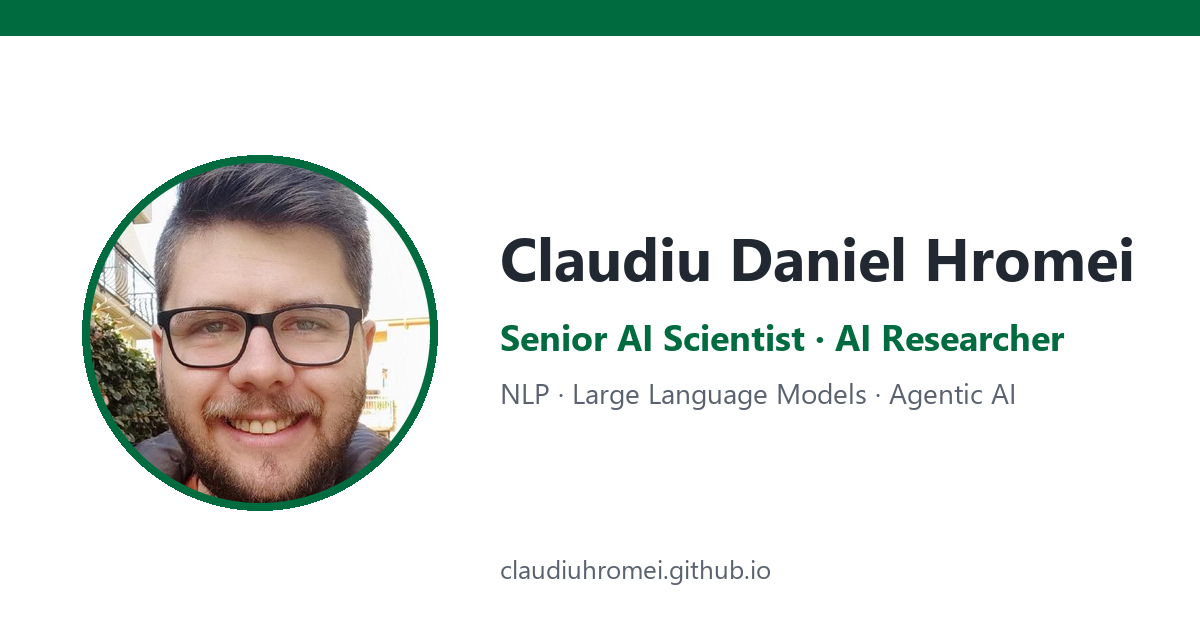 Claudiu Daniel Hromei
Senior AI Scientist · AI Researcher
NLP · Large Language Models · Agentic AI
claudiuhromei.github.io